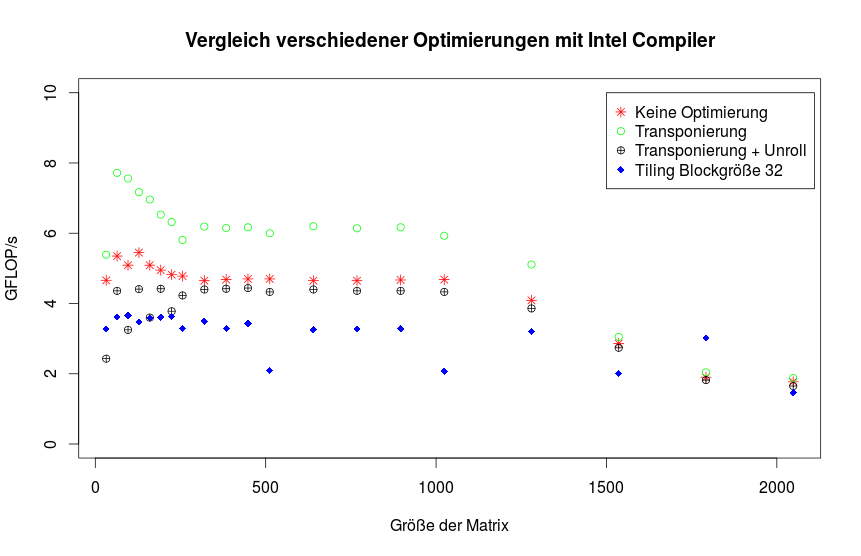 Vergleich verschiedener Optimierungen mit Intel Compiler
10
8
6
4
2
0
GFLOP/s
Keine Optimierung
Transponierung
Transponierung + Unroll
Tiling Blockgröße 32
0 500 1000 1500 2000
Größe der Matrix